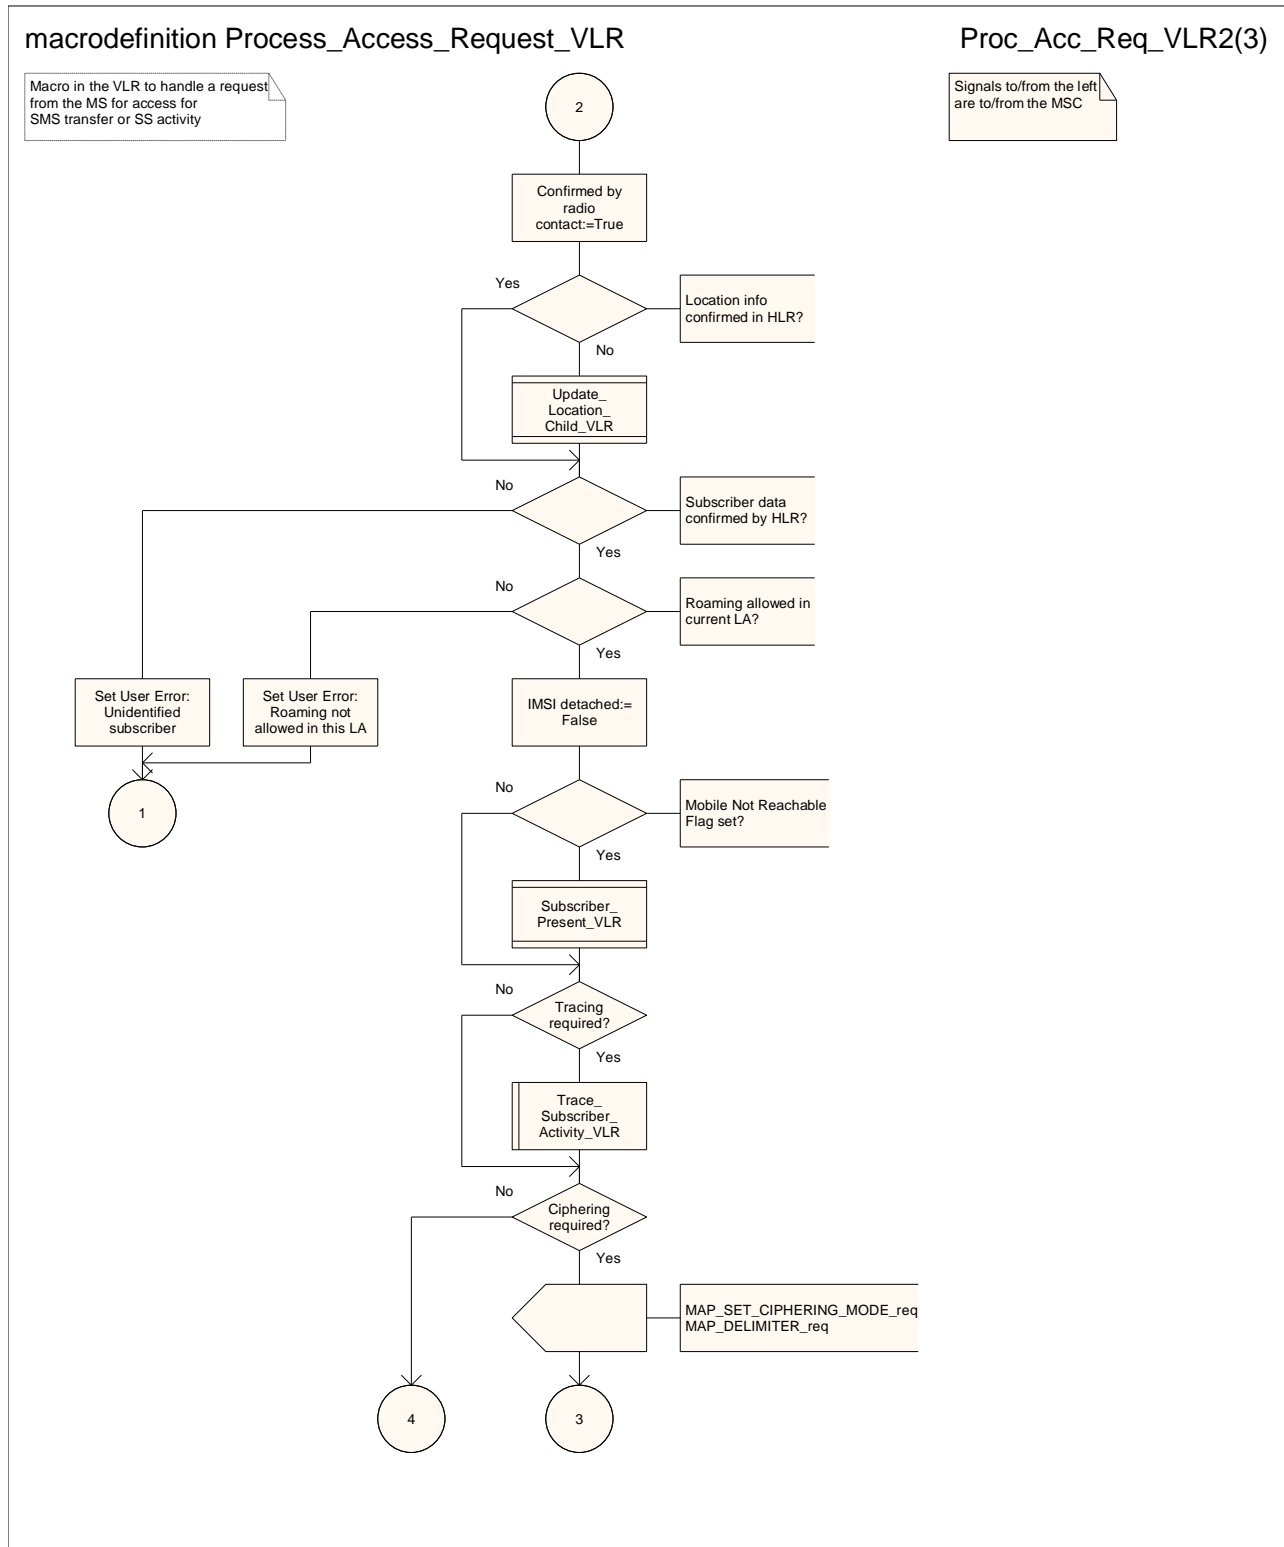 macrodefinition Process_Access_Request_VLR
Proc_Acc_Req_VLR2(3)
Macro in the VLR to handle a request
from the MS for access for
SMS transfer or SS activity
2
Signals to/from the left
are to/from the MSC
Confirmed by
radio
contact:=True
Yes
Location info
confirmed in HLR?
No
Update_
Location_
Child_VLR
No
Subscriber data
confirmed by HLR?
Yes
No
Roaming allowed in
current LA?
Yes
Set User Error:
Unidentified
subscriber
Set User Error:
Roaming not
allowed in this LA
IMSI detached:=
False
1
No
Mobile Not Reachable
Flag set?
Yes
Subscriber_
Present_VLR
No
Tracing
required?
Yes
Trace_
Subscriber_
Activity_VLR
No
Ciphering
required?
Yes
MAP_SET_CIPHERING_MODE_req
MAP_DELIMITER_req
4
3